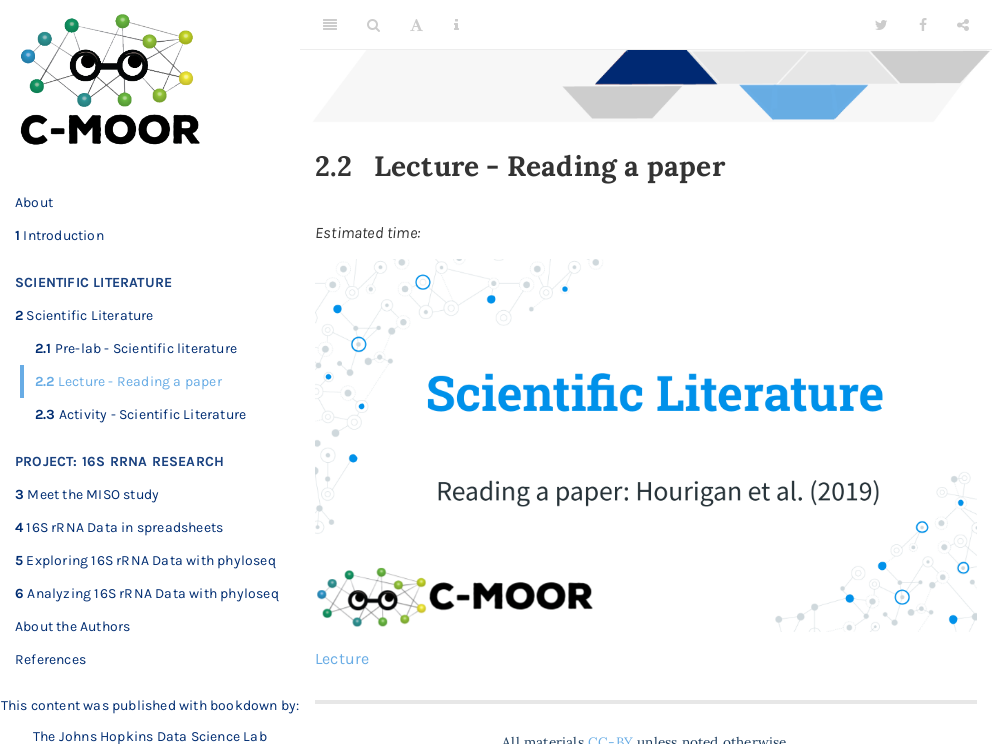 C-MOOR
About
1 Introduction
SCIENTIFIC LITERATURE
2 Scientific Literature
2.1 Pre-lab - Scientific literature
2.2 Lecture - Reading a paper
2.3 Activity - Scientific Literature
PROJECT: 16S RRNA RESEARCH
3 Meet the MISO study
4 16S rRNA Data in spreadsheets
5 Exploring 16S rRNA Data with phyloseq
6 Analyzing 16S rRNA Data with phyloseq
About the Authors
References
This content was published with bookdown by:
The Johns Hopkins Data Science Lab
2.2 Lecture - Reading a paper
Estimated time:
Scientific Literature
Reading a paper: Hourigan et al. (2019)
C-MOOR
Lecture
All materials CC-BY unless noted otherwise